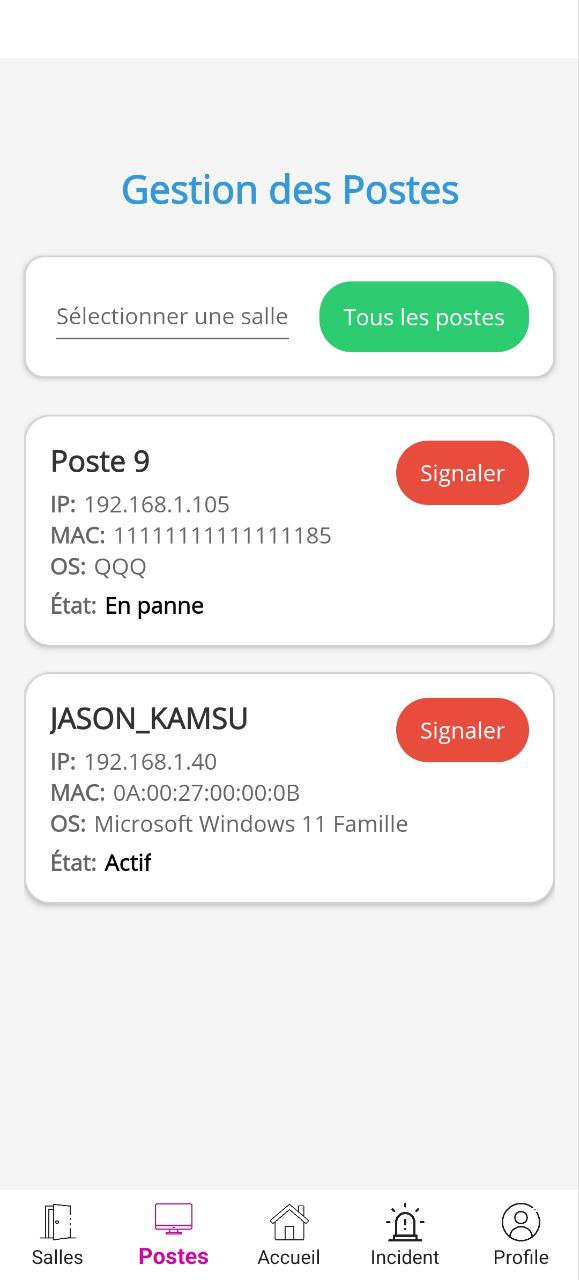 Gestion des Postes
Sélectionner une salle
Tous les postes
Poste 9
Signaler
IP: 192.168.1.105
MAC: 11111111111111185
OS: QQQ
État: En panne
JASON_KAMSU
Signaler
IP: 192.168.1.40
MAC: 0A:00:27:00:00:0B
OS: Microsoft Windows 11 Famille
État: Actif
Salles
Postes
Accueil
Incident
Profile